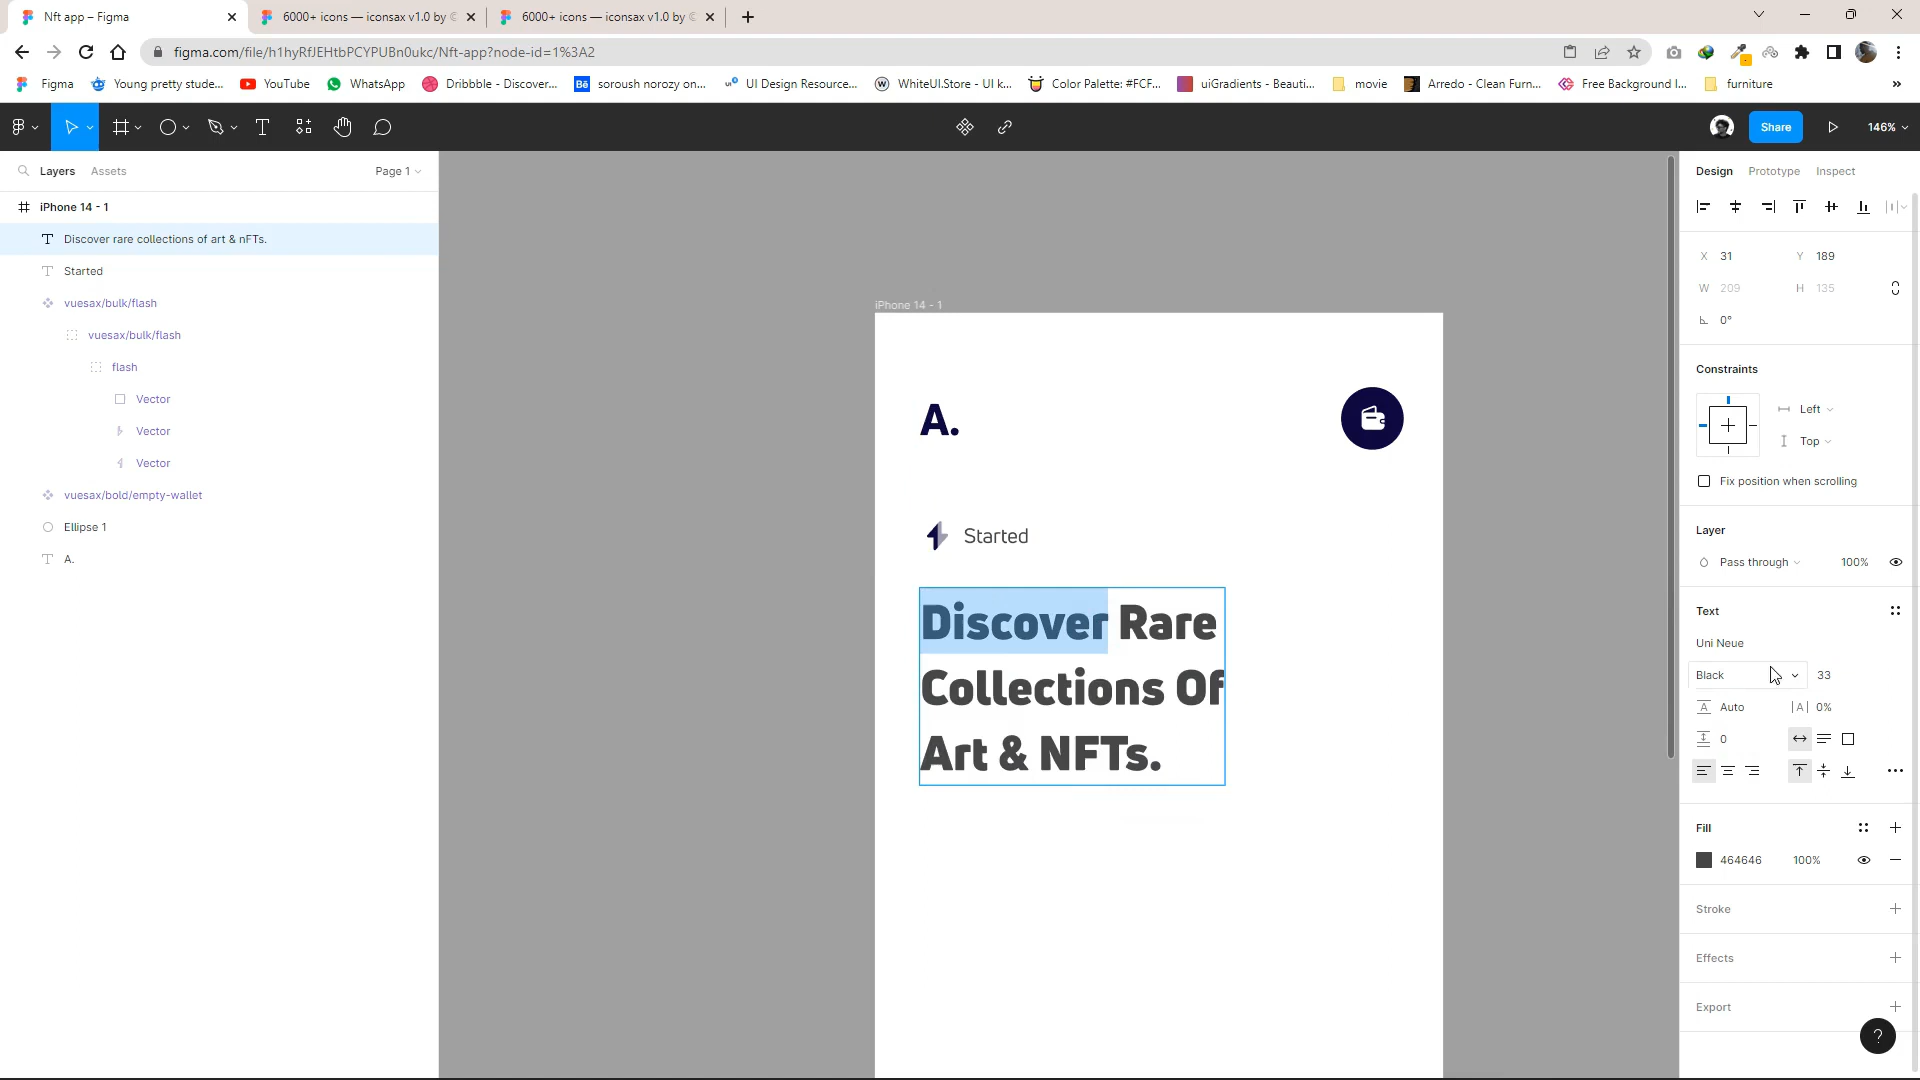 Nft app – Figma
6000+ icons — iconsax v1.0 by
6000+ icons — iconsax v1.0 by
figma.com/file/h1hyRfJEHtbPCYPUBn0ukc/Nft-app?node-id=1%3A2
Figma
Young pretty stude...
YouTube
WhatsApp
Dribbble - Discover...
Bē soroush norozy on...
UI Design Resource...
WhiteUI.Store - UI k...
Color Palette: #FCF...
uiGradients - Beauti...
movie
Arredo - Clean Furn...
Free Background I...
furniture
»
Share
146%
Layers
Assets
Page 1
Design
Prototype
Inspect
iPhone 14 - 1
Discover rare collections of art & nFTs.
Started
vuesax/bulk/flash
vuesax/bulk/flash
flash
Vector
Vector
Vector
vuesax/bold/empty-wallet
Ellipse 1
A.
iPhone 14 - 1
A.
Started
Discover Rare
Collections Of
Art & NFTs.
X 31 Y 189
W 209 H 135
0°
Constraints
Left
Top
Fix position when scrolling
Layer
Pass through 100%
Text
Uni Neue
Black 33
A Auto |A| 0%
0
Fill
464646 100%
Stroke
Effects
Export
?